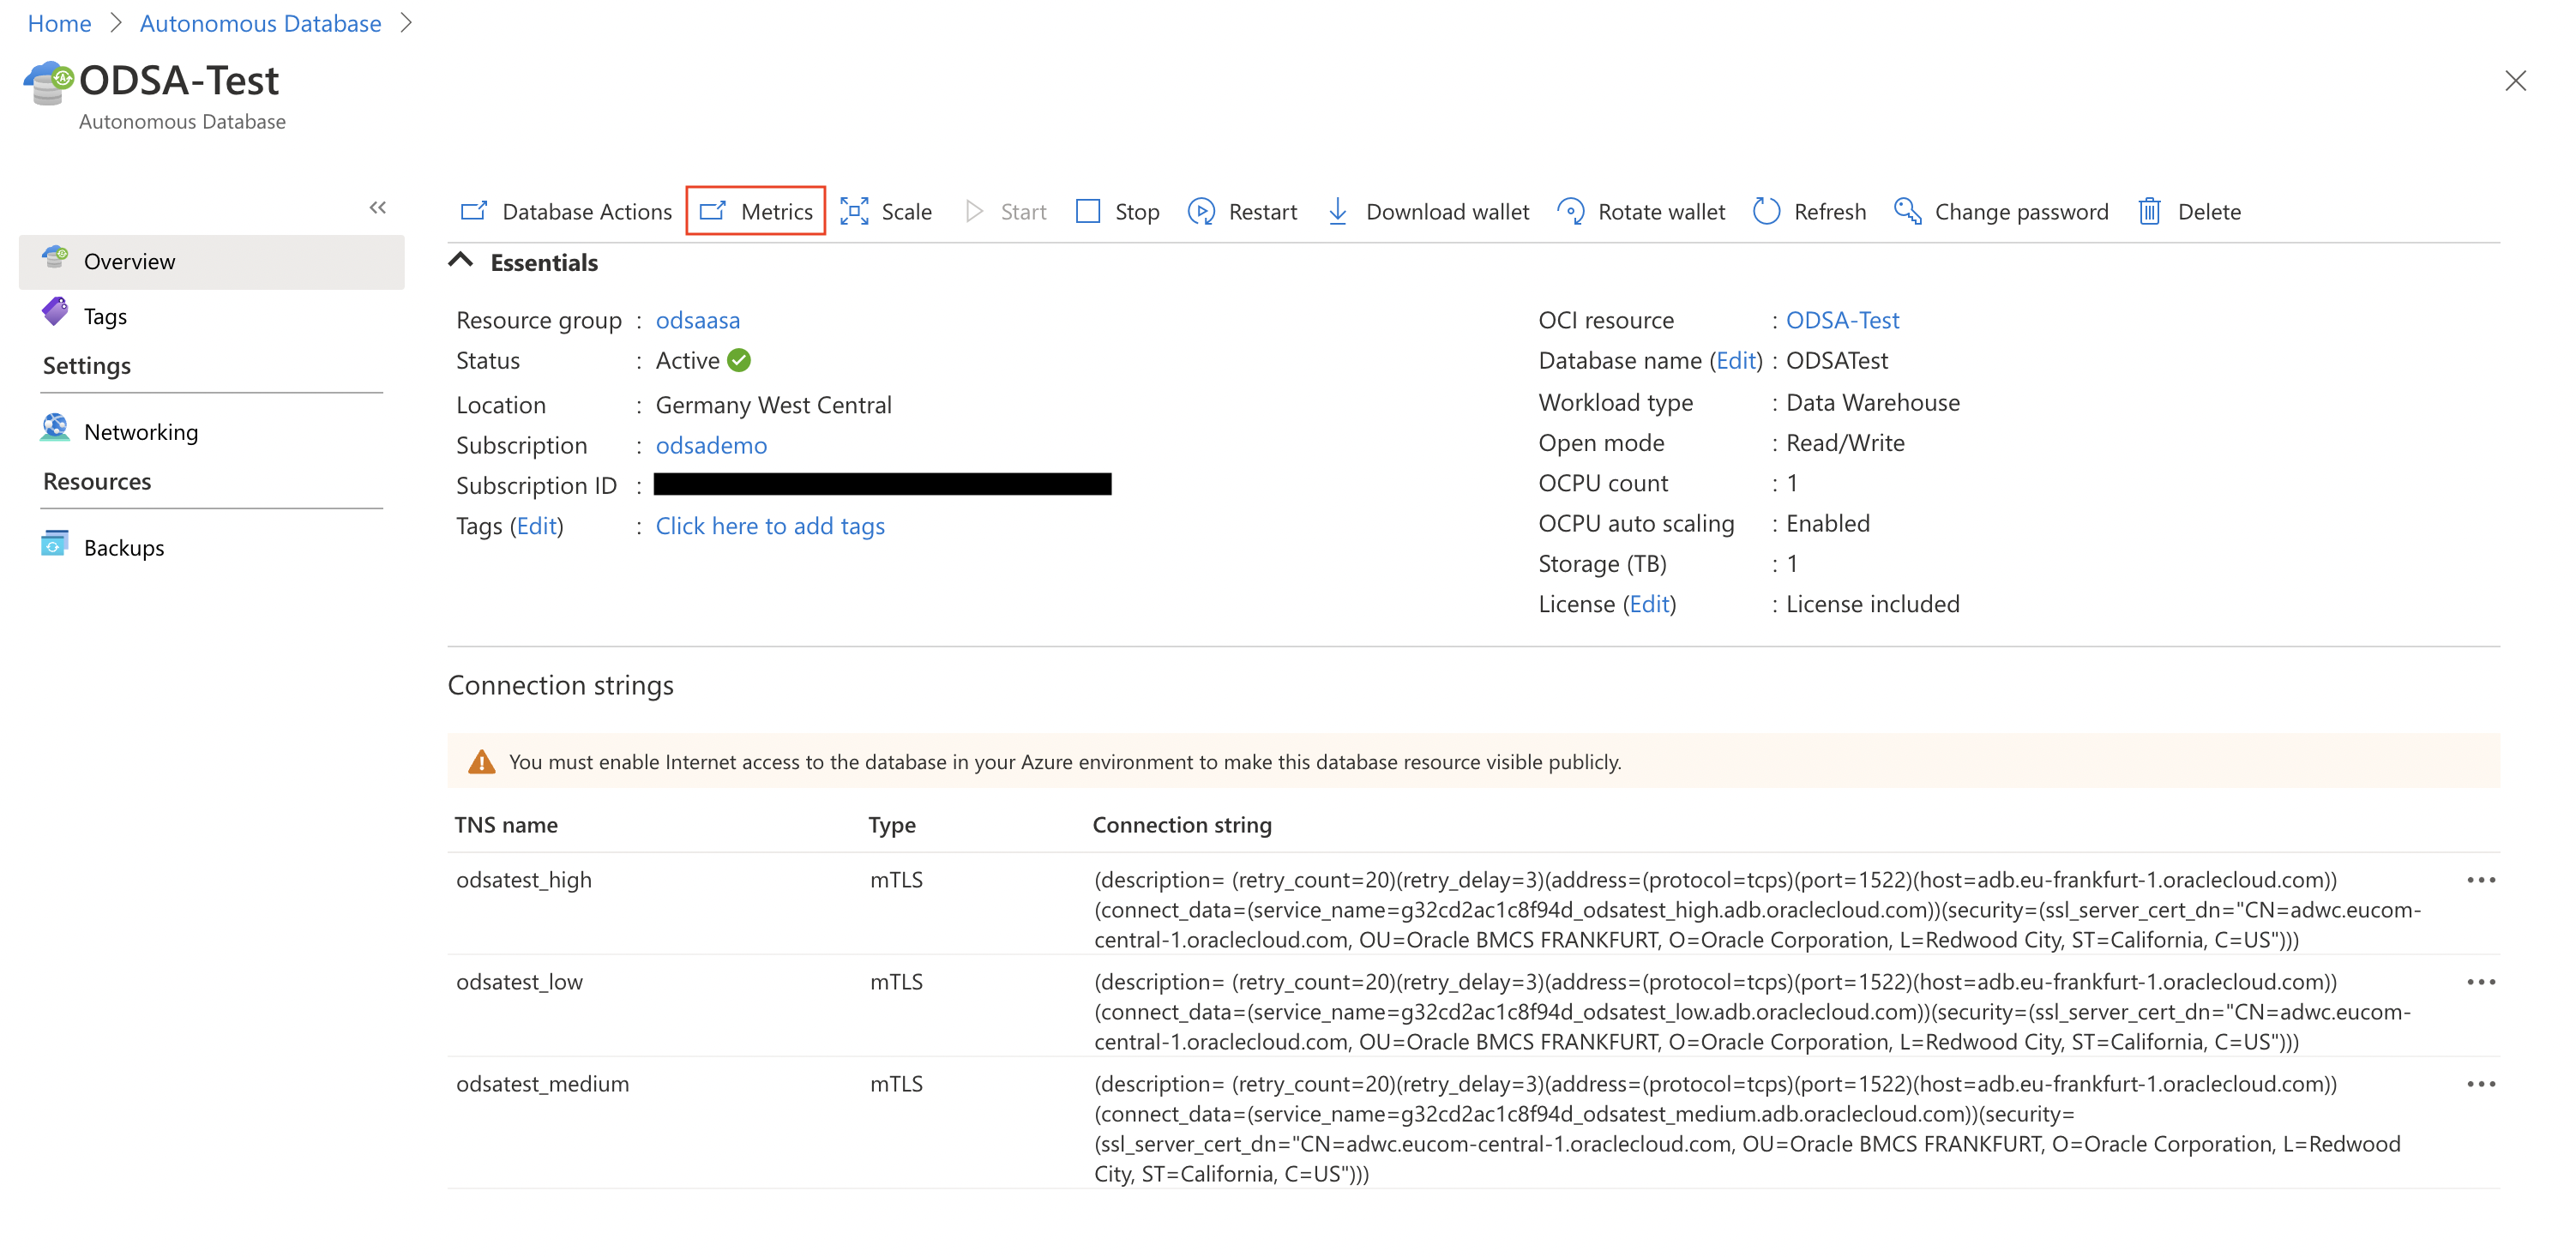 Home > Autonomous Database >
ODSA-Test
Autonomous Database
«
Database Actions Metrics Scale Start Stop Restart Download wallet Rotate wallet Refresh Change password Delete
Overview
Tags
Settings
Networking
Resources
Backups
Essentials
Resource group : odsaasa
Status : Active
Location : Germany West Central
Subscription : odsademo
Subscription ID :
Tags (Edit) : Click here to add tags
OCI resource : ODSA-Test
Database name (Edit) : ODSATest
Workload type : Data Warehouse
Open mode : Read/Write
OCPU count : 1
OCPU auto scaling : Enabled
Storage (TB) : 1
License (Edit) : License included
Connection strings
You must enable Internet access to the database in your Azure environment to make this database resource visible publicly.
TNS name Type Connection string
odsatest_high mTLS (description= (retry_count=20)(retry_delay=3)(address=(protocol=tcps)(port=1522)(host=adb.eu-frankfurt-1.oraclecloud.com))
(connect_data=(service_name=g32cd2ac1c8f94d_odsatest_high.adb.oraclecloud.com))(security=(ssl_server_cert_dn="CN=adwc.eucom-
central-1.oraclecloud.com, OU=Oracle BMCS FRANKFURT, O=Oracle Corporation, L=Redwood City, ST=California, C=US")))
odsatest_low mTLS (description= (retry_count=20)(retry_delay=3)(address=(protocol=tcps)(port=1522)(host=adb.eu-frankfurt-1.oraclecloud.com))
(connect_data=(service_name=g32cd2ac1c8f94d_odsatest_low.adb.oraclecloud.com))(security=(ssl_server_cert_dn="CN=adwc.eucom-
central-1.oraclecloud.com, OU=Oracle BMCS FRANKFURT, O=Oracle Corporation, L=Redwood City, ST=California, C=US")))
odsatest_medium mTLS (description= (retry_count=20)(retry_delay=3)(address=(protocol=tcps)(port=1522)(host=adb.eu-frankfurt-1.oraclecloud.com))
(connect_data=(service_name=g32cd2ac1c8f94d_odsatest_medium.adb.oraclecloud.com))(security=
(ssl_server_cert_dn="CN=adwc.eucom-central-1.oraclecloud.com, OU=Oracle BMCS FRANKFURT, O=Oracle Corporation, L=Redwood
City, ST=California, C=US")))